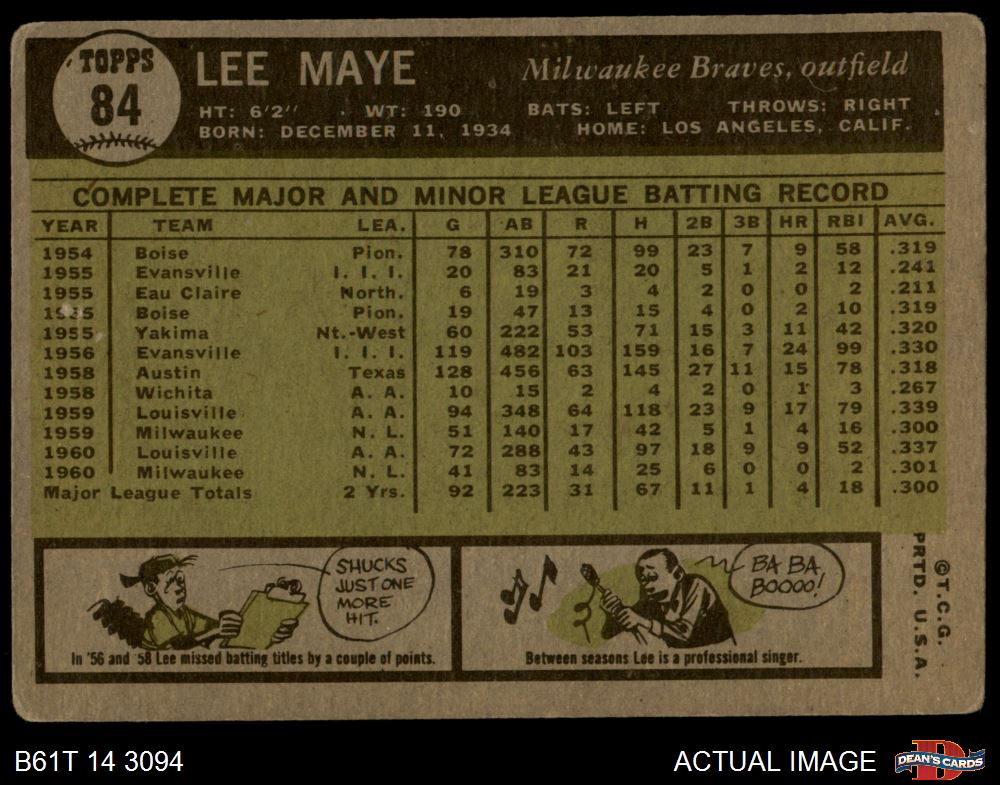 TOPPS
84
LEE MAYE
Milwaukee Braves, outfield
HT: 6'2" WT: 190 BATS: LEFT THROWS: RIGHT
BORN: DECEMBER 11, 1934 HOME: LOS ANGELES, CALIF.
COMPLETE MAJOR AND MINOR LEAGUE BATTING RECORD
YEAR TEAM LEA. G AB R H 2B 3B HR RBI AVG.
1954 Boise Pion. 78 310 72 99 23 7 9 58 .319
1955 Evansville I. I. I. 20 83 21 20 5 1 2 12 .241
1955 Eau Claire North. 6 19 3 4 2 0 0 2 .211
1955 Boise Pion. 19 47 13 15 4 0 2 10 .319
1955 Yakima Nt.-West 60 222 53 71 15 3 11 42 .320
1956 Evansville I. I. I. 119 482 103 159 16 7 24 99 .330
1958 Austin Texas 128 456 63 145 27 11 15 78 .318
1958 Wichita A. A. 10 15 2 4 2 0 1 3 .267
1959 Louisville A. A. 94 348 64 118 23 9 17 79 .339
1959 Milwaukee N. L. 51 140 17 42 5 1 4 16 .300
1960 Louisville A. A. 72 288 43 97 18 9 9 52 .337
1960 Milwaukee N. L. 41 83 14 25 6 0 0 2 .301
Major League Totals 2 Yrs. 92 223 31 67 11 1 4 18 .300
SHUCKS
JUST ONE
MORE
HIT.
In '56 and '58 Lee missed batting titles by a couple of points.
BA BA
BOOOO!
Between seasons Lee is a professional singer.
©T.C.G.
PRTD. U.S.A.
B61T 14 3094
ACTUAL IMAGE
DEAN'S CARDS